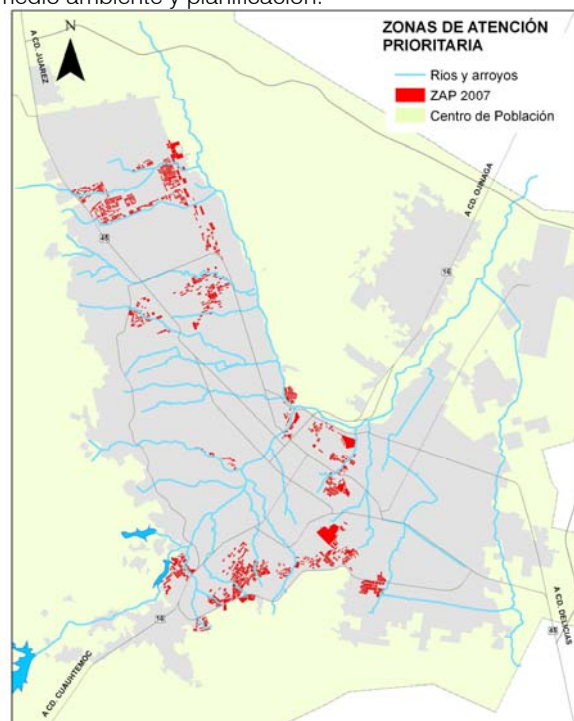 medio ambiente y planificación.
ZONAS DE ATENCIÓN
PRIORITARIA
Rios y arroyos
ZAP 2007
Centro de Población
N
A CD. JUAREZ
A CD. OJINAGA
45
16
A CD. DELICIAS
45
16
A CD. CUAUHTEMOC